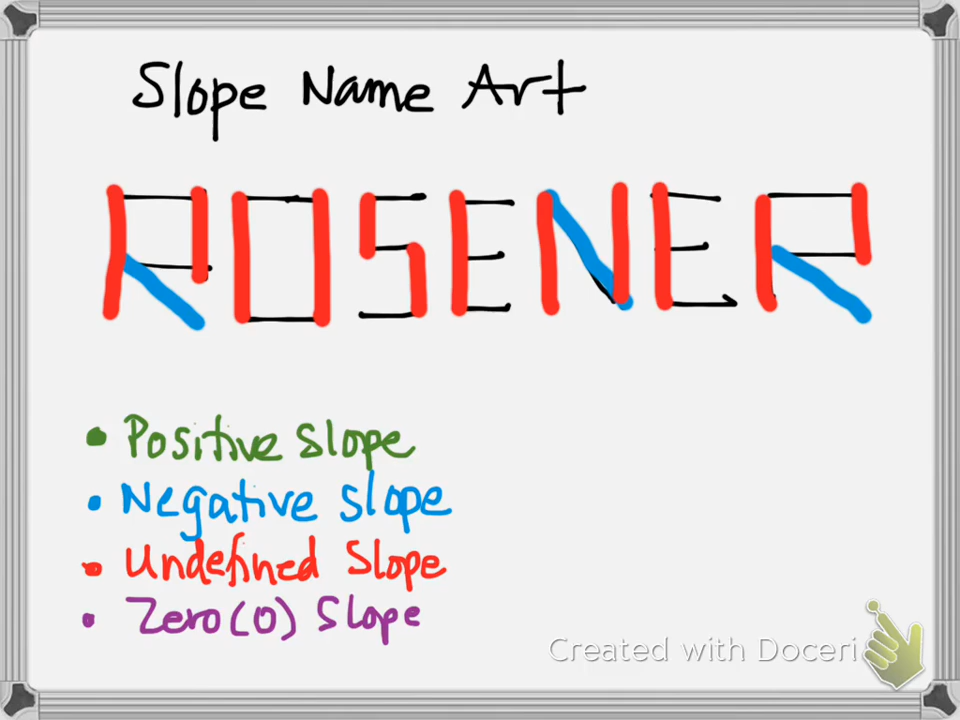 Slope Name Art
ROSENER
• Positive Slope
• Negative Slope
• Undefined Slope
• Zero(0) Slope
Created with Doceri